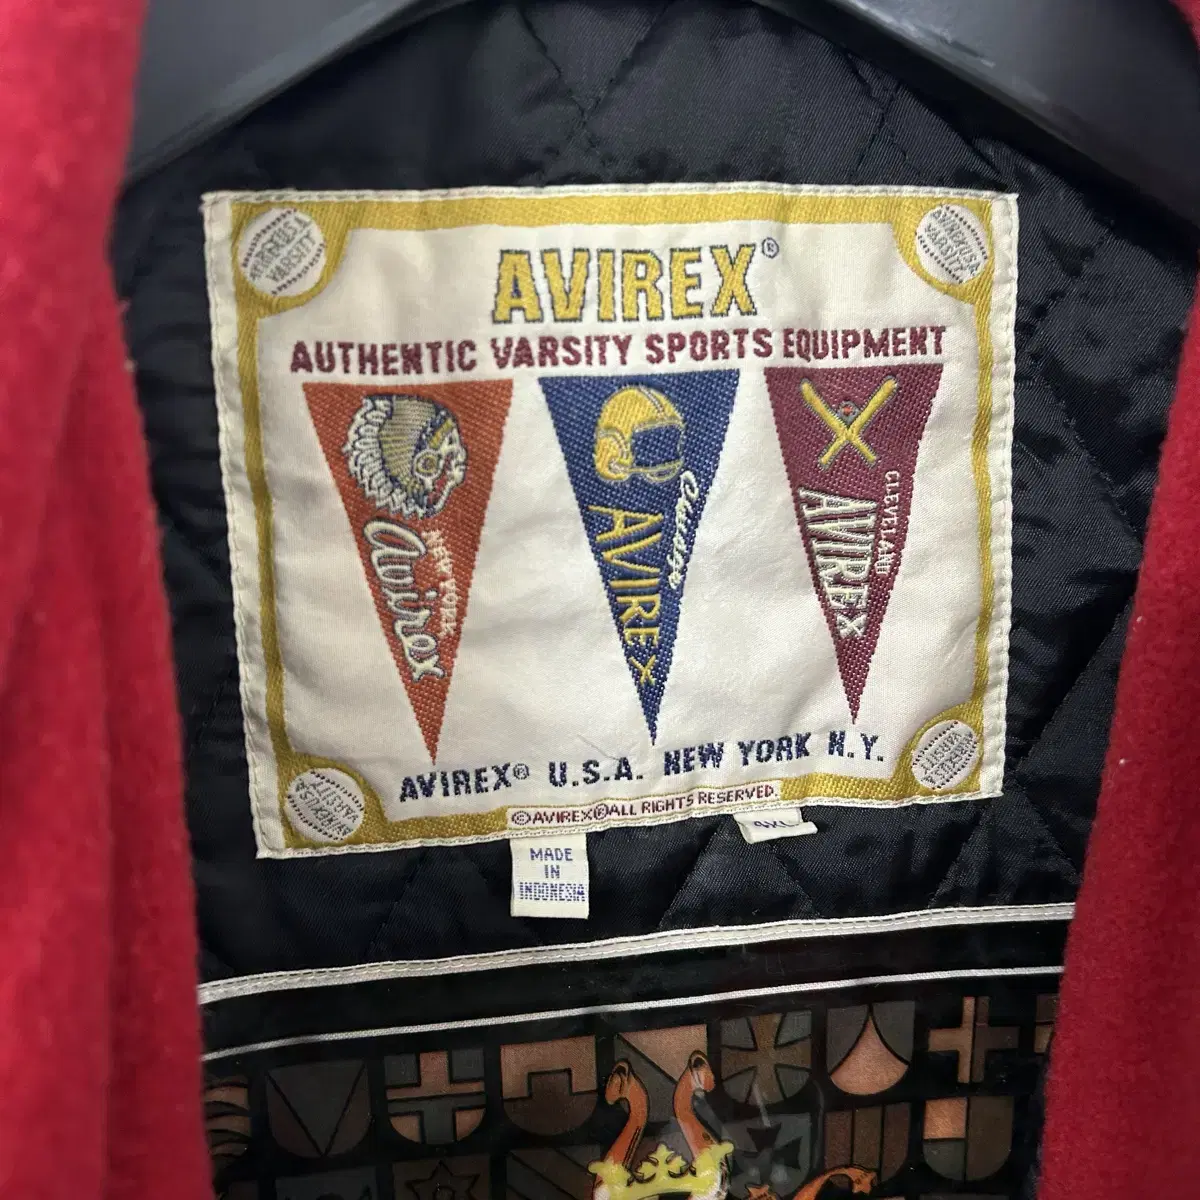 AVIREX®
AUTHENTIC VARSITY SPORTS EQUIPMENT
NEW YORK
Avirex
AVIREX
CLEVELAND
AVIREX
AVIREX® U.S.A. NEW YORK N.Y.
©AVIREX®ALL RIGHTS RESERVED.
MADE
IN
INDONESIA